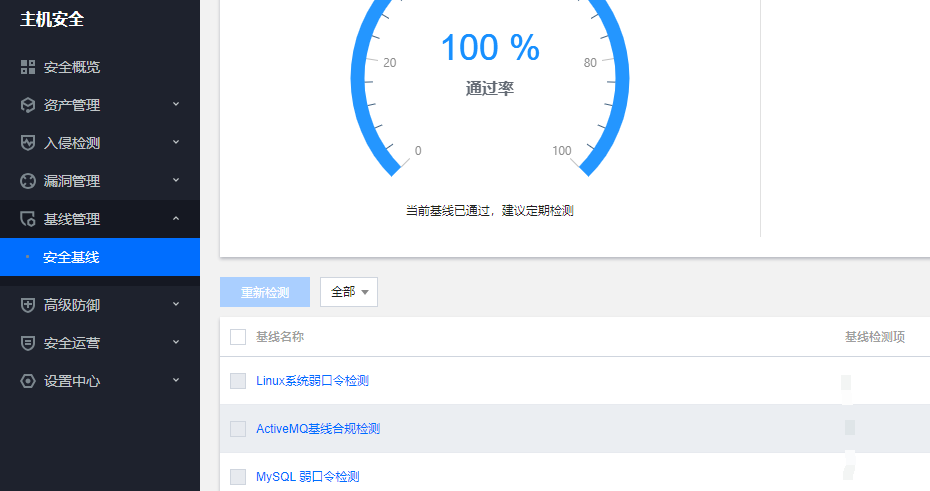 主机安全
安全概览
资产管理
入侵检测
漏洞管理
基线管理
安全基线
高级防御
安全运营
设置中心
100 %
通过率
20
80
0
100
当前基线已通过，建议定期检测
重新检测
全部
基线名称
基线检测项
Linux系统弱口令检测
ActiveMQ基线合规检测
MySQL 弱口令检测